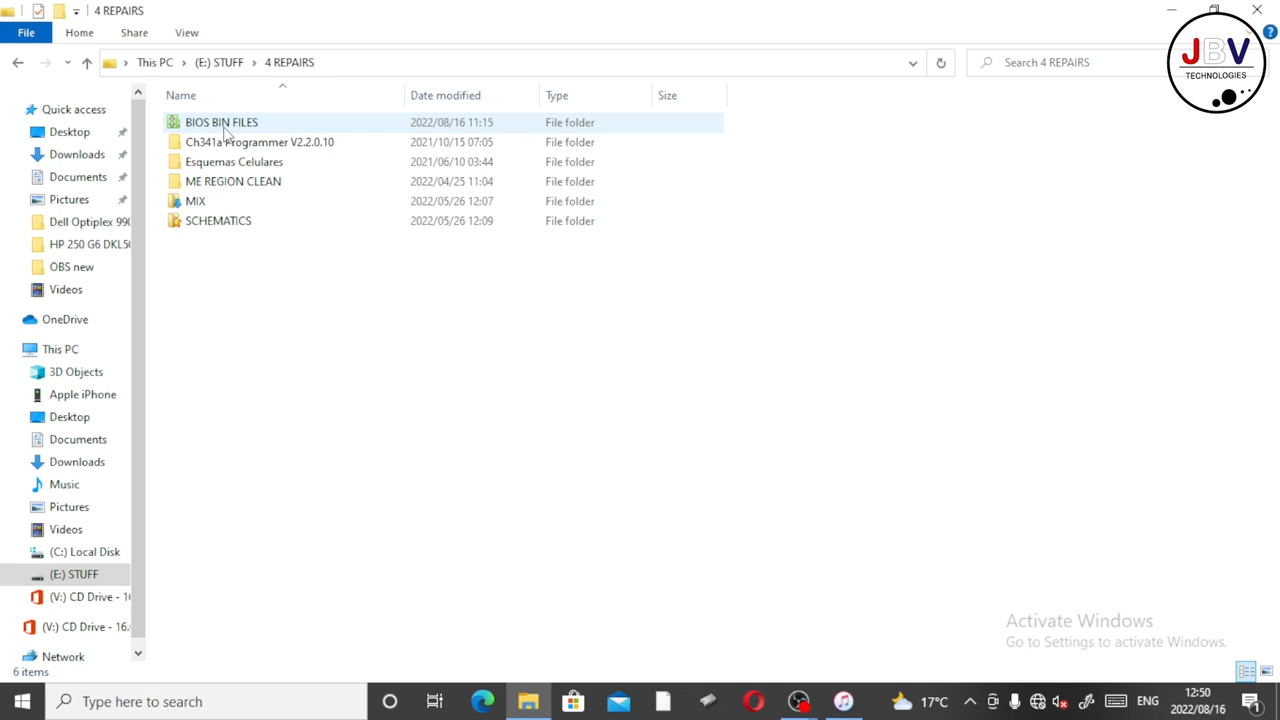 4 REPAIRS
File Home Share View
This PC (E:) STUFF 4 REPAIRS
Search 4 REPAIRS
JBV
TECHNOLOGIES
Name Date modified Type Size
BIOS BIN FILES 2022/08/16 11:15 File folder
Ch341a Programmer V2.2.0.10 2021/10/15 07:05 File folder
Esquemas Celulares 2021/06/10 03:44 File folder
ME REGION CLEAN 2022/04/25 11:04 File folder
MIX 2022/05/26 12:07 File folder
SCHEMATICS 2022/05/26 12:09 File folder
Quick access
Desktop
Downloads
Documents
Pictures
Dell Optiplex 990
HP 250 G6 DKL50
OBS new
Videos
OneDrive
This PC
3D Objects
Apple iPhone
Desktop
Documents
Downloads
Music
Pictures
Videos
(C:) Local Disk
(E:) STUFF
(V:) CD Drive - 16
(V:) CD Drive - 16.
Network
6 items
Activate Windows
Go to Settings to activate Windows.
Type here to search
17°C
ENG
12:50
2022/08/16
1